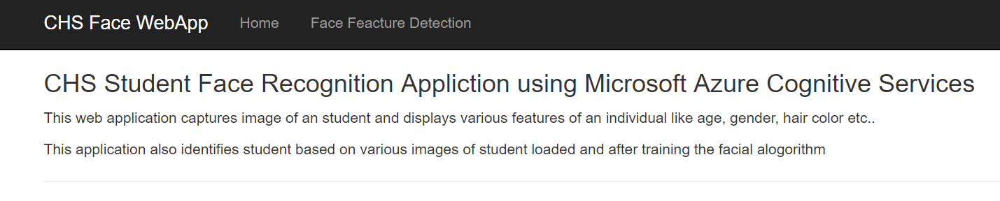 CHS Face WebApp Home Face Feacture Detection
CHS Student Face Recognition Appliction using Microsoft Azure Cognitive Services
This web application captures image of an student and displays various features of an individual like age, gender, hair color etc..
This application also identifies student based on various images of student loaded and after training the facial alogorithm